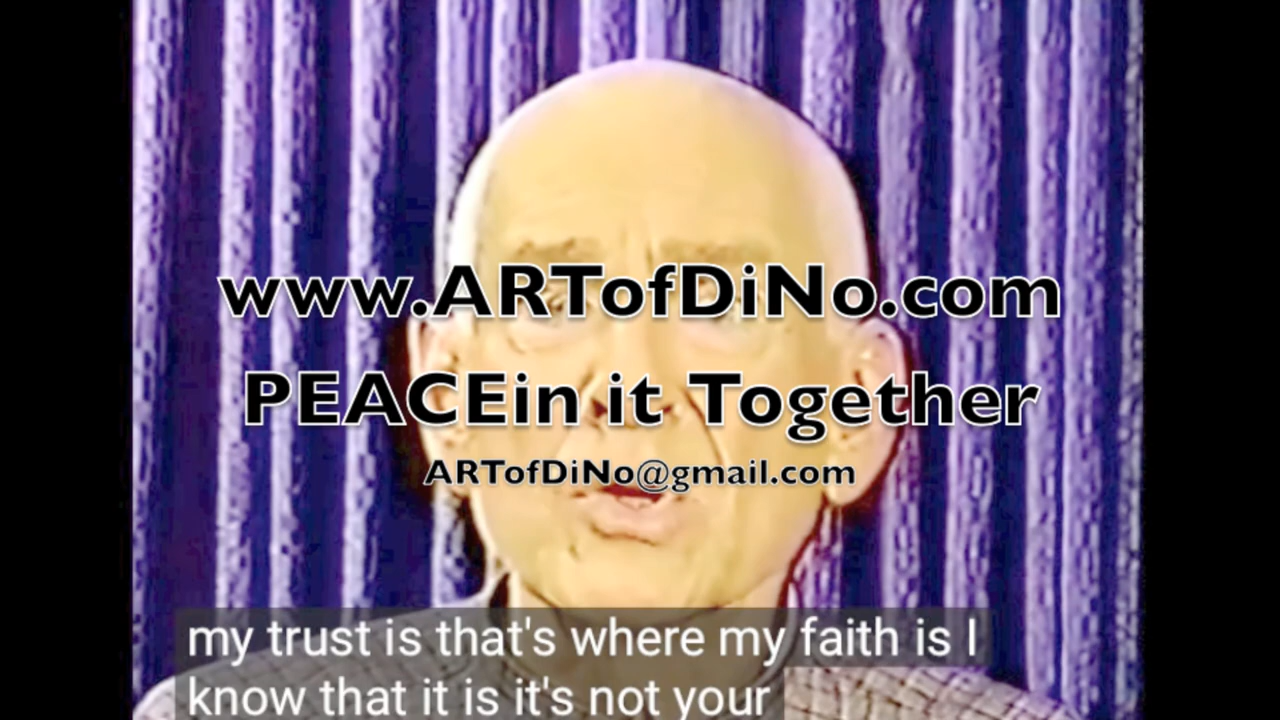 www.ARTofDiNo.com
PEACEin it Together
ARTofDiNo@gmail.com
my trust is that's where my faith is I
know that it is it's not your